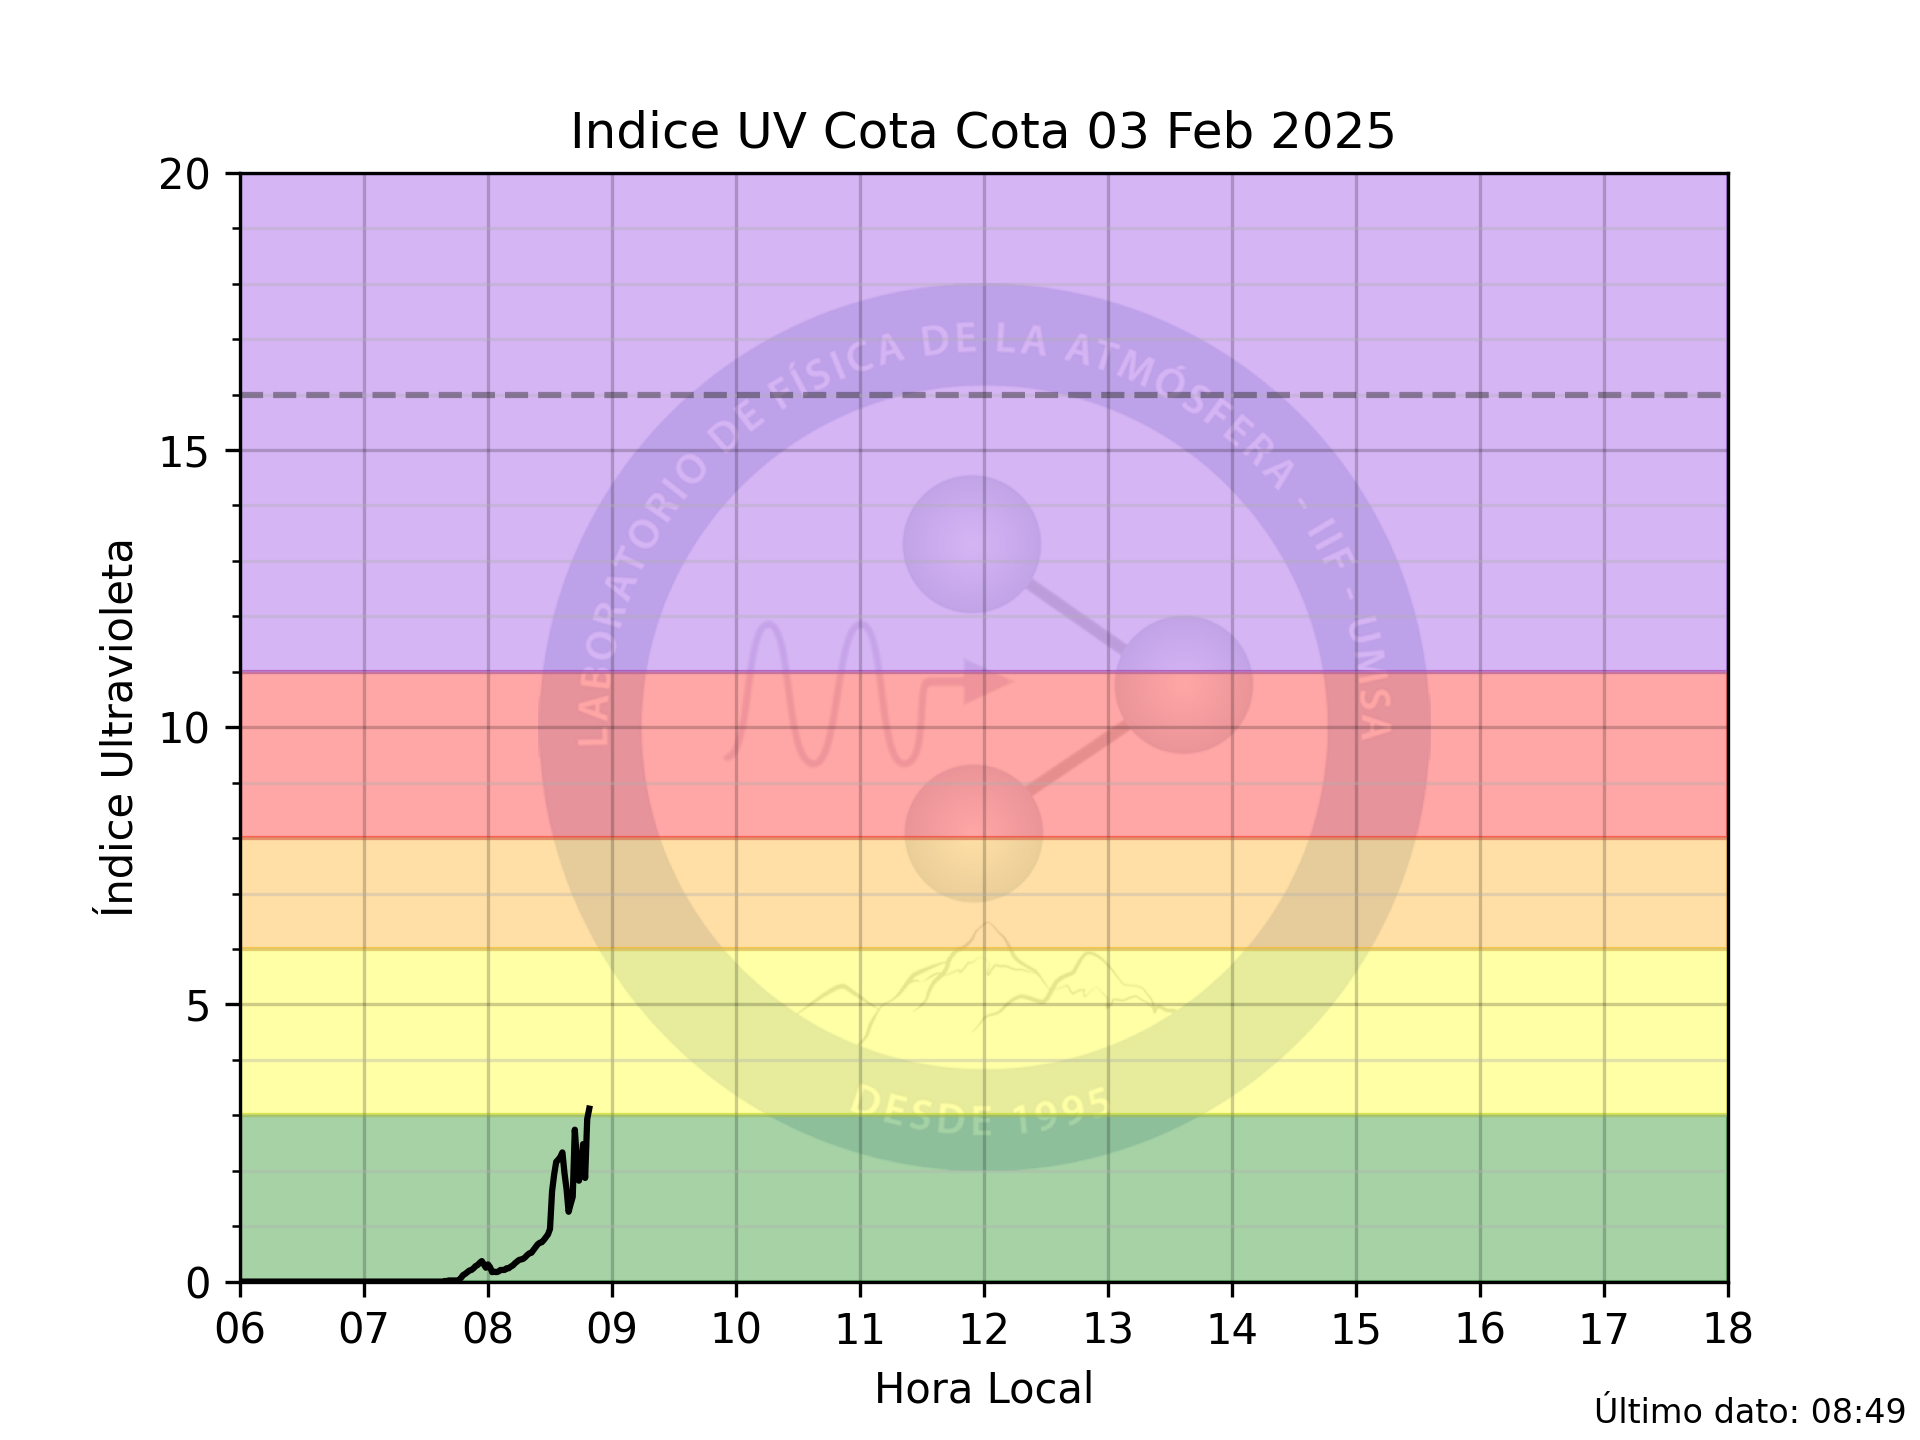 Indice UV Cota Cota 03 Feb 2025
20
15
10
5
0
Índice Ultravioleta
LABORATORIO DE FÍSICA DE LA ATMÓSFERA - IIF - UMSA
DESDE 1995
06 07 08 09 10 11 12 13 14 15 16 17 18
Hora Local
Último dato: 08:49